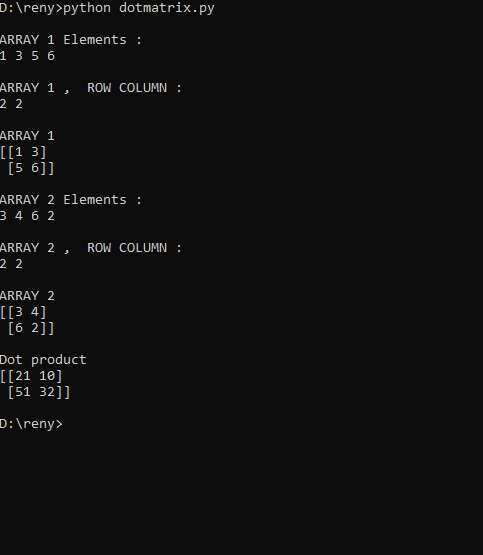 D:\reny>python dotmatrix.py
ARRAY 1 Elements :
1 3 5 6
ARRAY 1 ,  ROW COLUMN :
2 2
ARRAY 1
[[1 3]
 [5 6]]
ARRAY 2 Elements :
3 4 6 2
ARRAY 2 ,  ROW COLUMN :
2 2
ARRAY 2
[[3 4]
 [6 2]]
Dot product
[[21 10]
 [51 32]]
D:\reny>